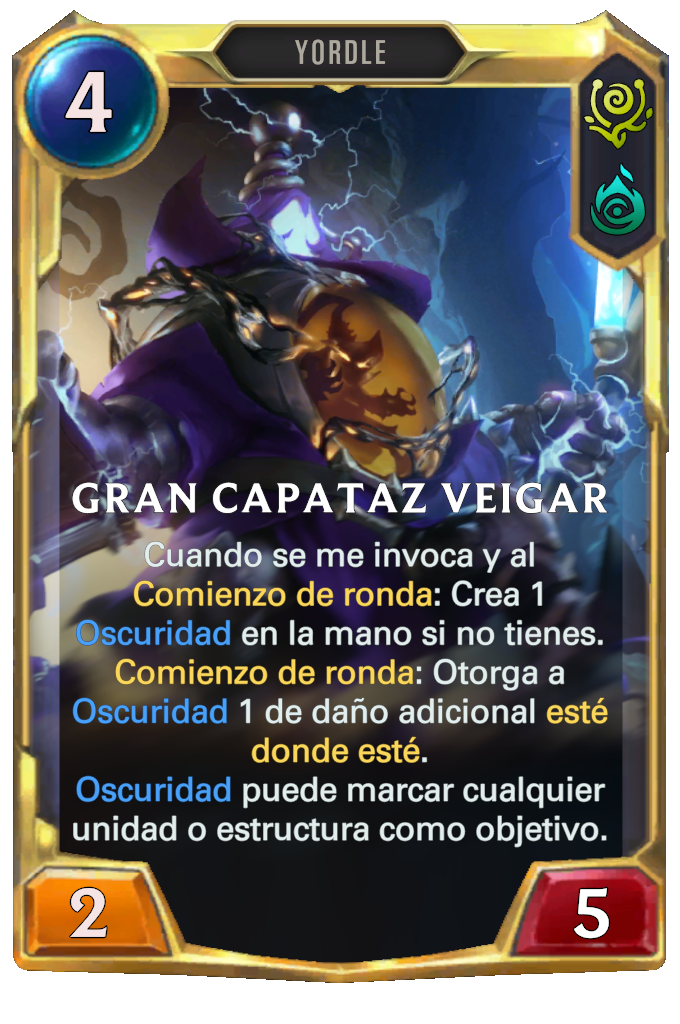 YORDLE
4
GRAN CAPATAZ VEIGAR
Cuando se me invoca y al
Comienzo de ronda: Crea 1
Oscuridad en la mano si no tienes.
Comienzo de ronda: Otorga a
Oscuridad 1 de daño adicional esté
donde esté.
Oscuridad puede marcar cualquier
unidad o estructura como objetivo.
2
5